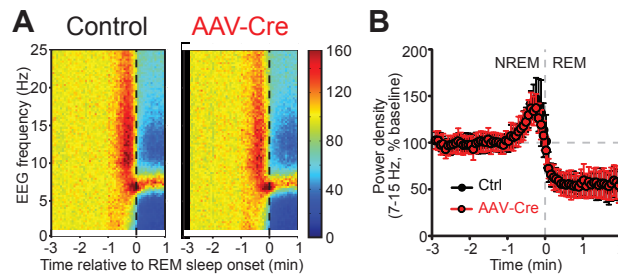 A
Control
AAV-Cre
EEG frequency (Hz)
25
20
15
10
5
0
-3 -2 -1 0 1
-3 -2 -1 0 1
160
120
80
40
0
Time relative to REM sleep onset (min)
B
NREM REM
Power density
(7-15 Hz, % baseline)
200
150
100
50
0
Ctrl
AAV-Cre
-3 -2 -1 0 1
Time (min)